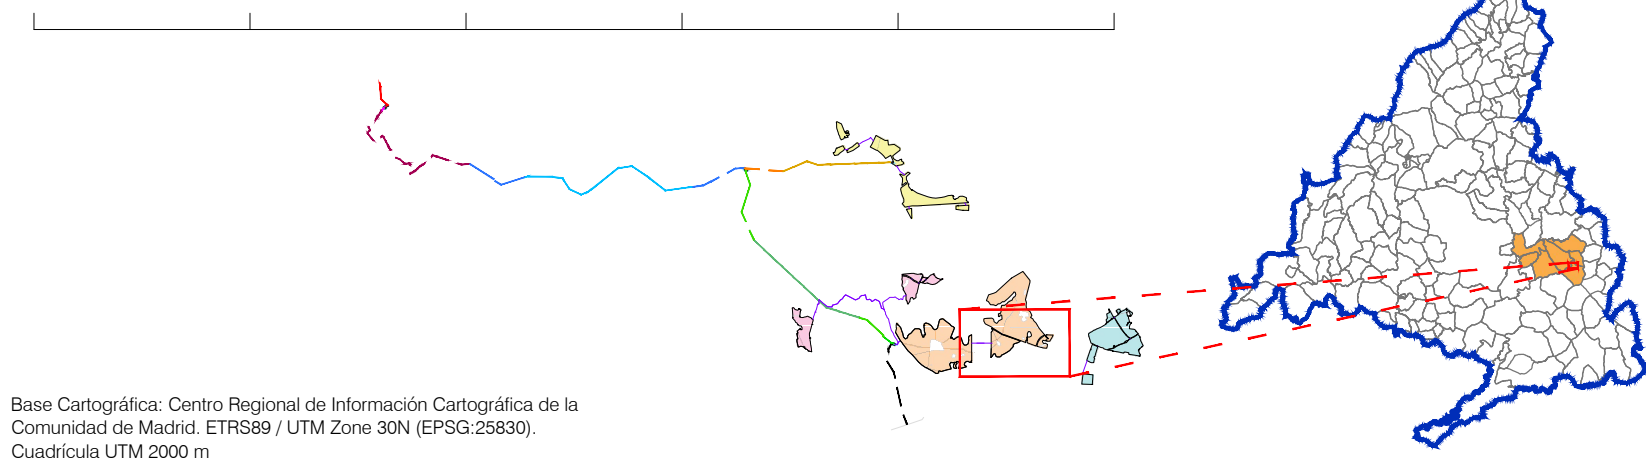 Base Cartográfica: Centro Regional de Información Cartográfica de la
Comunidad de Madrid. ETRS89 / UTM Zone 30N (EPSG:25830).
Cuadrícula UTM 2000 m